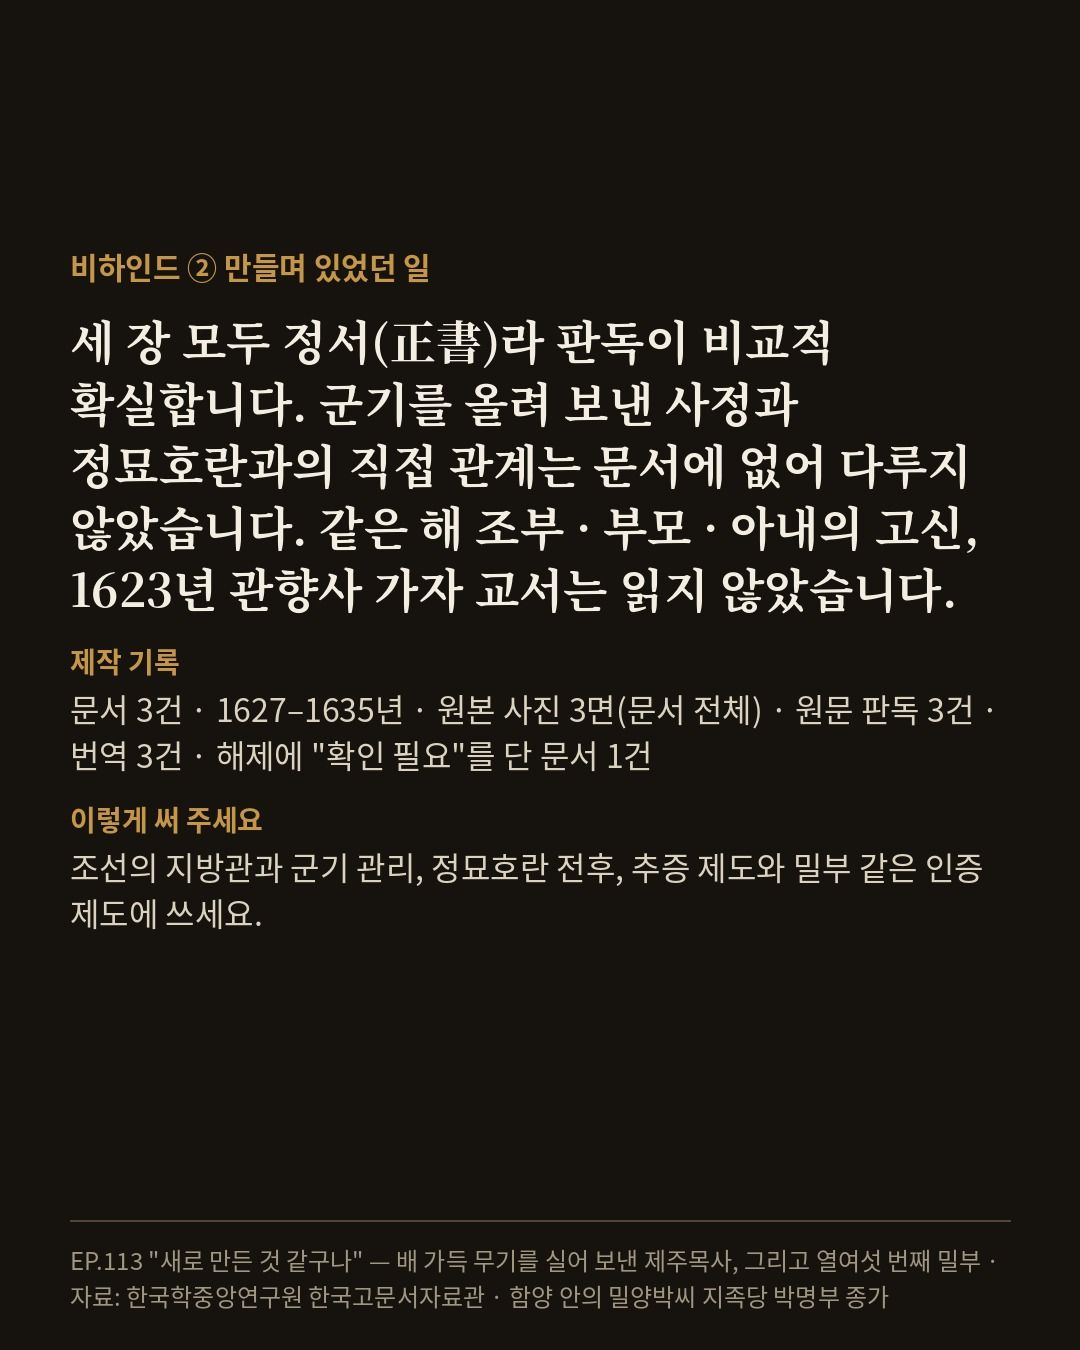 비하인드 ② 만들며 있었던 일
세 장 모두 정서(正書)라 판독이 비교적
확실합니다. 군기를 올려 보낸 사정과
정묘호란과의 직접 관계는 문서에 없어 다루지
않았습니다. 같은 해 조부 · 부모 · 아내의 고신,
1623년 관향사 가자 교서는 읽지 않았습니다.
제작 기록
문서 3건 · 1627–1635년 · 원본 사진 3면(문서 전체) · 원문 판독 3건 ·
번역 3건 · 해제에 "확인 필요"를 단 문서 1건
이렇게 써 주세요
조선의 지방관과 군기 관리, 정묘호란 전후, 추증 제도와 밀부 같은 인증
제도에 쓰세요.
EP.113 "새로 만든 것 같구나" — 배 가득 무기를 실어 보낸 제주목사, 그리고 열여섯 번째 밀부 ·
자료: 한국학중앙연구원 한국고문서자료관 · 함양 안의 밀양박씨 지족당 박명부 종가